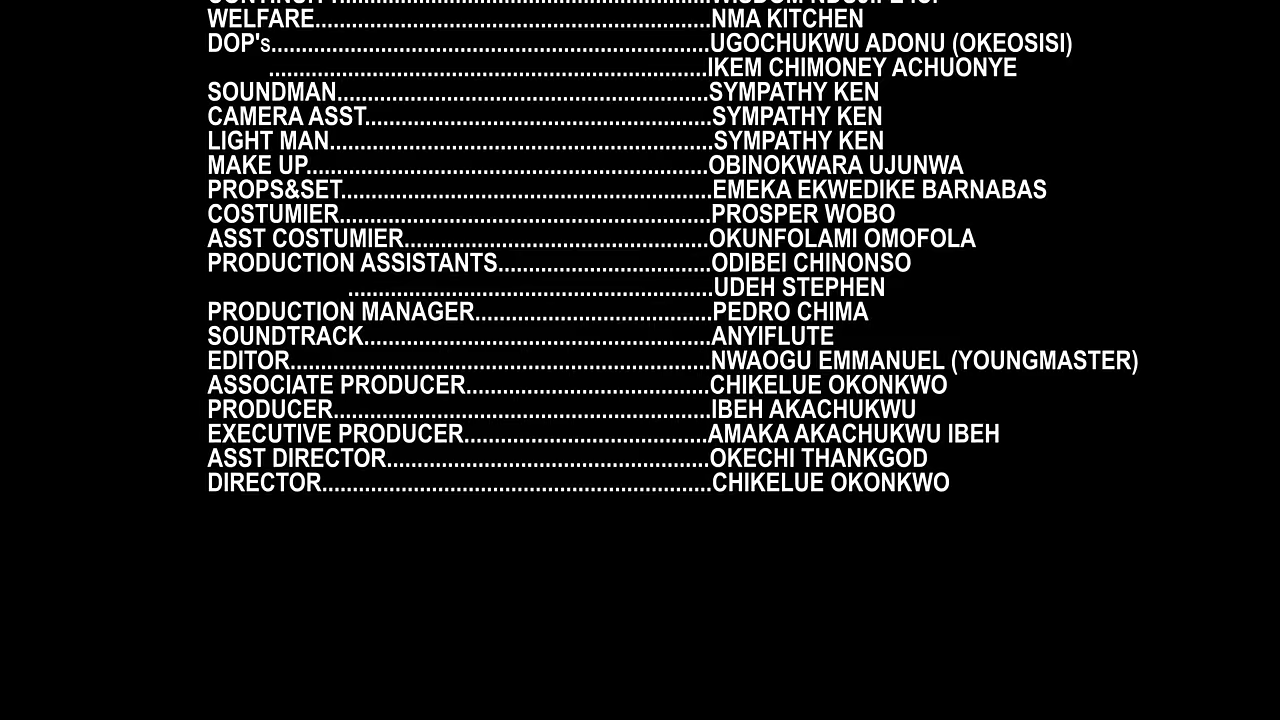 WELFARE..........................................................NMA KITCHEN
DOP's................................................................UGOCHUKWU ADONU (OKEOSISI)
................................................................IKEM CHIMONEY ACHUONYE
SOUNDMAN.......................................................SYMPATHY KEN
CAMERA ASST...................................................SYMPATHY KEN
LIGHT MAN........................................................SYMPATHY KEN
MAKE UP...........................................................OBINOKWARA UJUNWA
PROPS&SET......................................................EMEKA EKWEDIKE BARNABAS
COSTUMIER.......................................................PROSPER WOBO
ASST COSTUMIER............................................OKUNFOLAMI OMOFOLA
PRODUCTION ASSISTANTS...............................ODIBEI CHINONSO
......................................................UDEH STEPHEN
PRODUCTION MANAGER...................................PEDRO CHIMA
SOUNDTRACK...................................................ANYIFLUTE
EDITOR..............................................................NWAOGU EMMANUEL (YOUNGMASTER)
ASSOCIATE PRODUCER....................................CHIKELUE OKONKWO
PRODUCER........................................................IBEH AKACHUKWU
EXECUTIVE PRODUCER....................................AMAKA AKACHUKWU IBEH
ASST DIRECTOR...............................................OKECHI THANKGOD
DIRECTOR.........................................................CHIKELUE OKONKWO